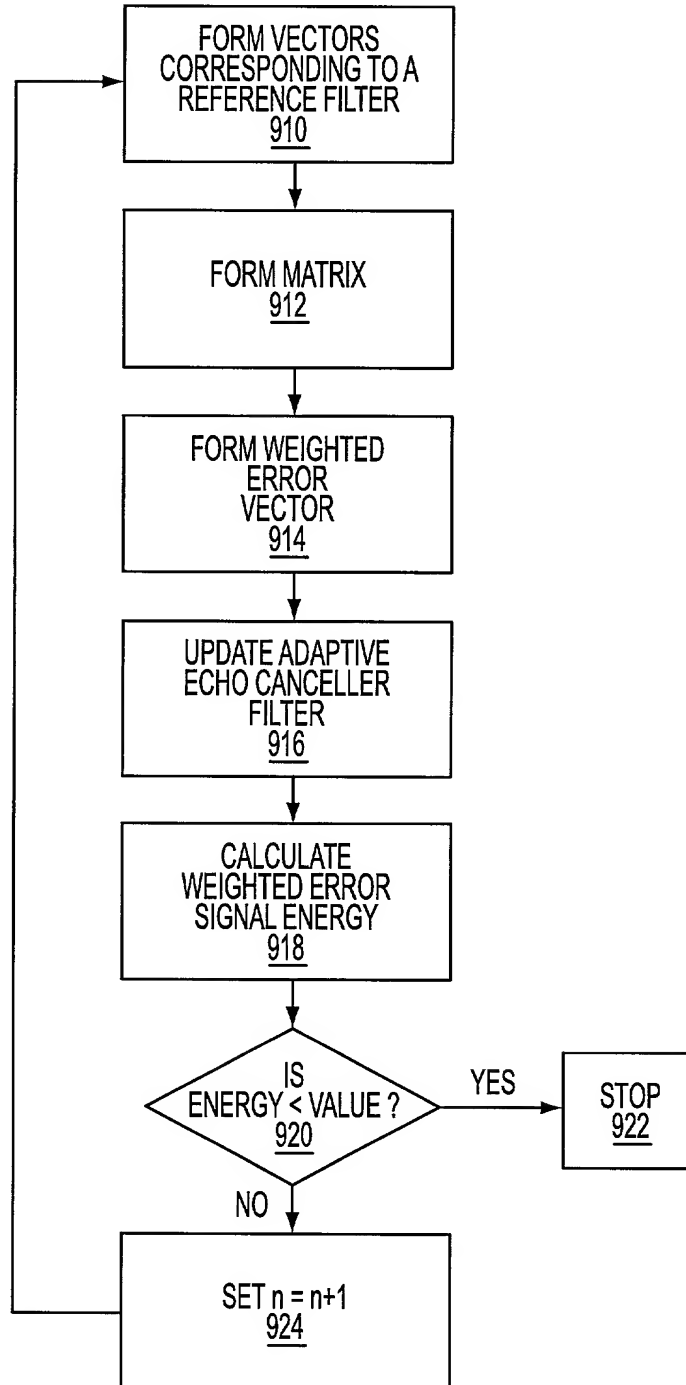 FORM VECTORS
CORRESPONDING TO A
REFERENCE FILTER
910
FORM MATRIX
912
FORM WEIGHTED
ERROR
VECTOR
914
UPDATE ADAPTIVE
ECHO CANCELLER
FILTER
916
CALCULATE
WEIGHTED ERROR
SIGNAL ENERGY
918
IS
ENERGY < VALUE ?
920
YES
STOP
922
NO
SET n = n+1
924